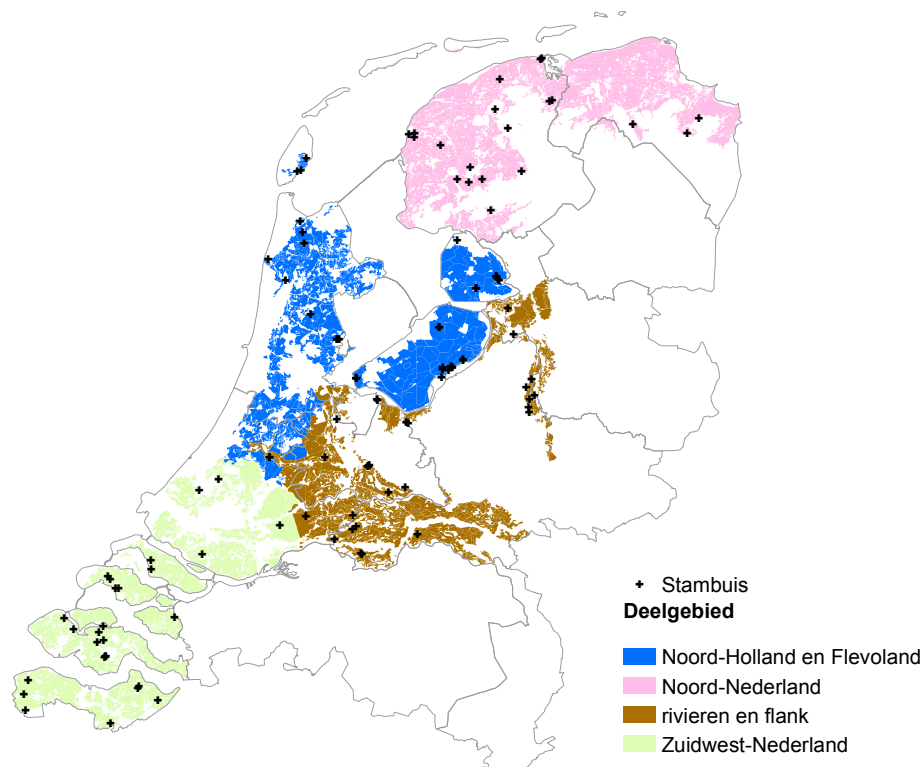 Stambuis
Deelgebied
Noord-Holland en Flevoland
Noord-Nederland
rivieren en flank
Zuidwest-Nederland